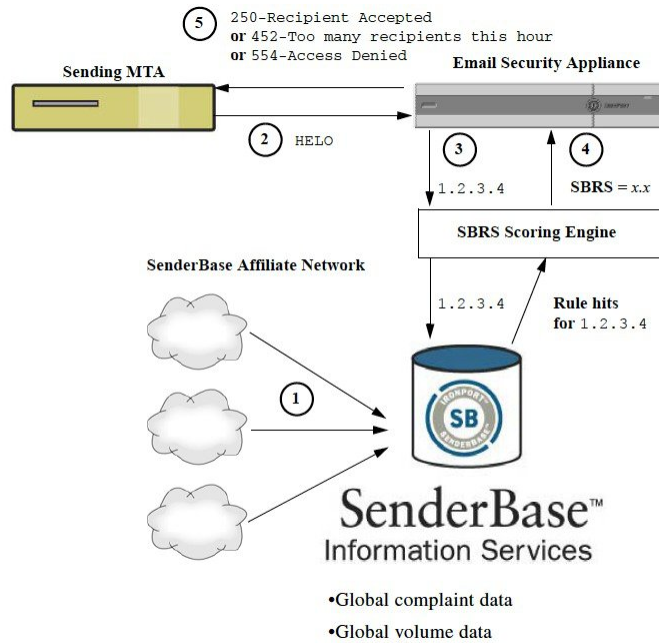 5
250-Recipient Accepted
or 452-Too many recipients this hour
or 554-Access Denied
Sending MTA
Email Security Appliance
2
HELO
3
4
1.2.3.4
SBRS = x.x
SBRS Scoring Engine
SenderBase Affiliate Network
1.2.3.4
Rule hits
for 1.2.3.4
1
IRONPORT
SB
SENDERBASE
SenderBase™
Information Services
•Global complaint data
•Global volume data